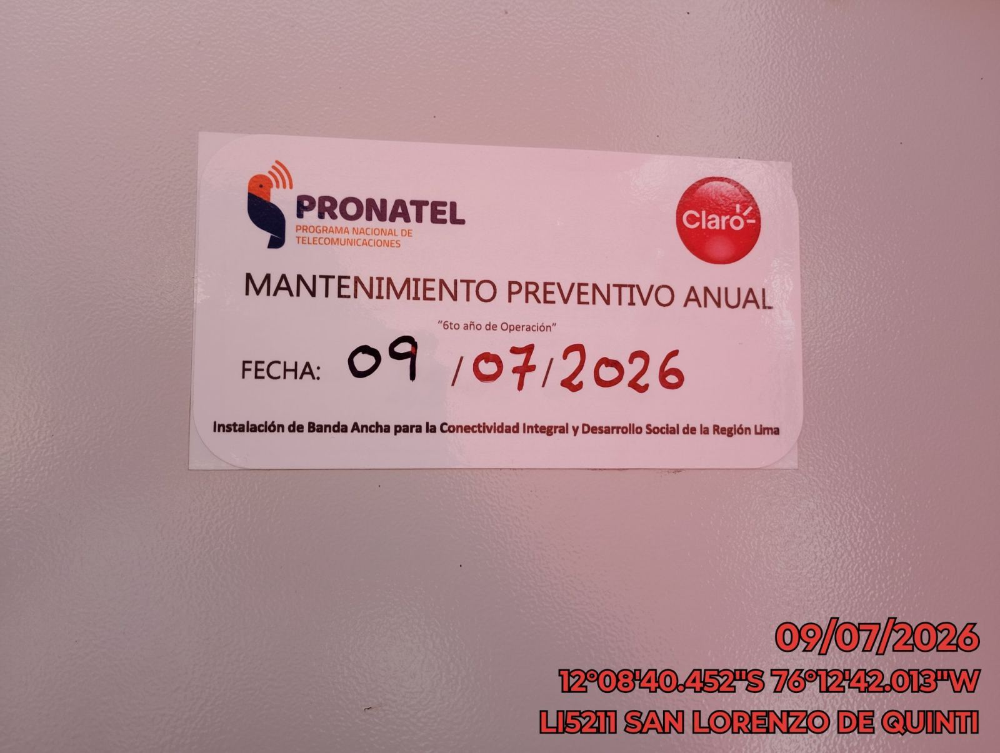 PRONATEL
PROGRAMA NACIONAL DE
TELECOMUNICACIONES
Claro
MANTENIMIENTO PREVENTIVO ANUAL
“6to año de Operación”
FECHA: 09 / 07 / 2026
Instalación de Banda Ancha para la Conectividad Integral y Desarrollo Social de la Región Lima
09/07/2026
12°08'40.452"S 76°12'42.013"W
LI5211 SAN LORENZO DE QUINTI